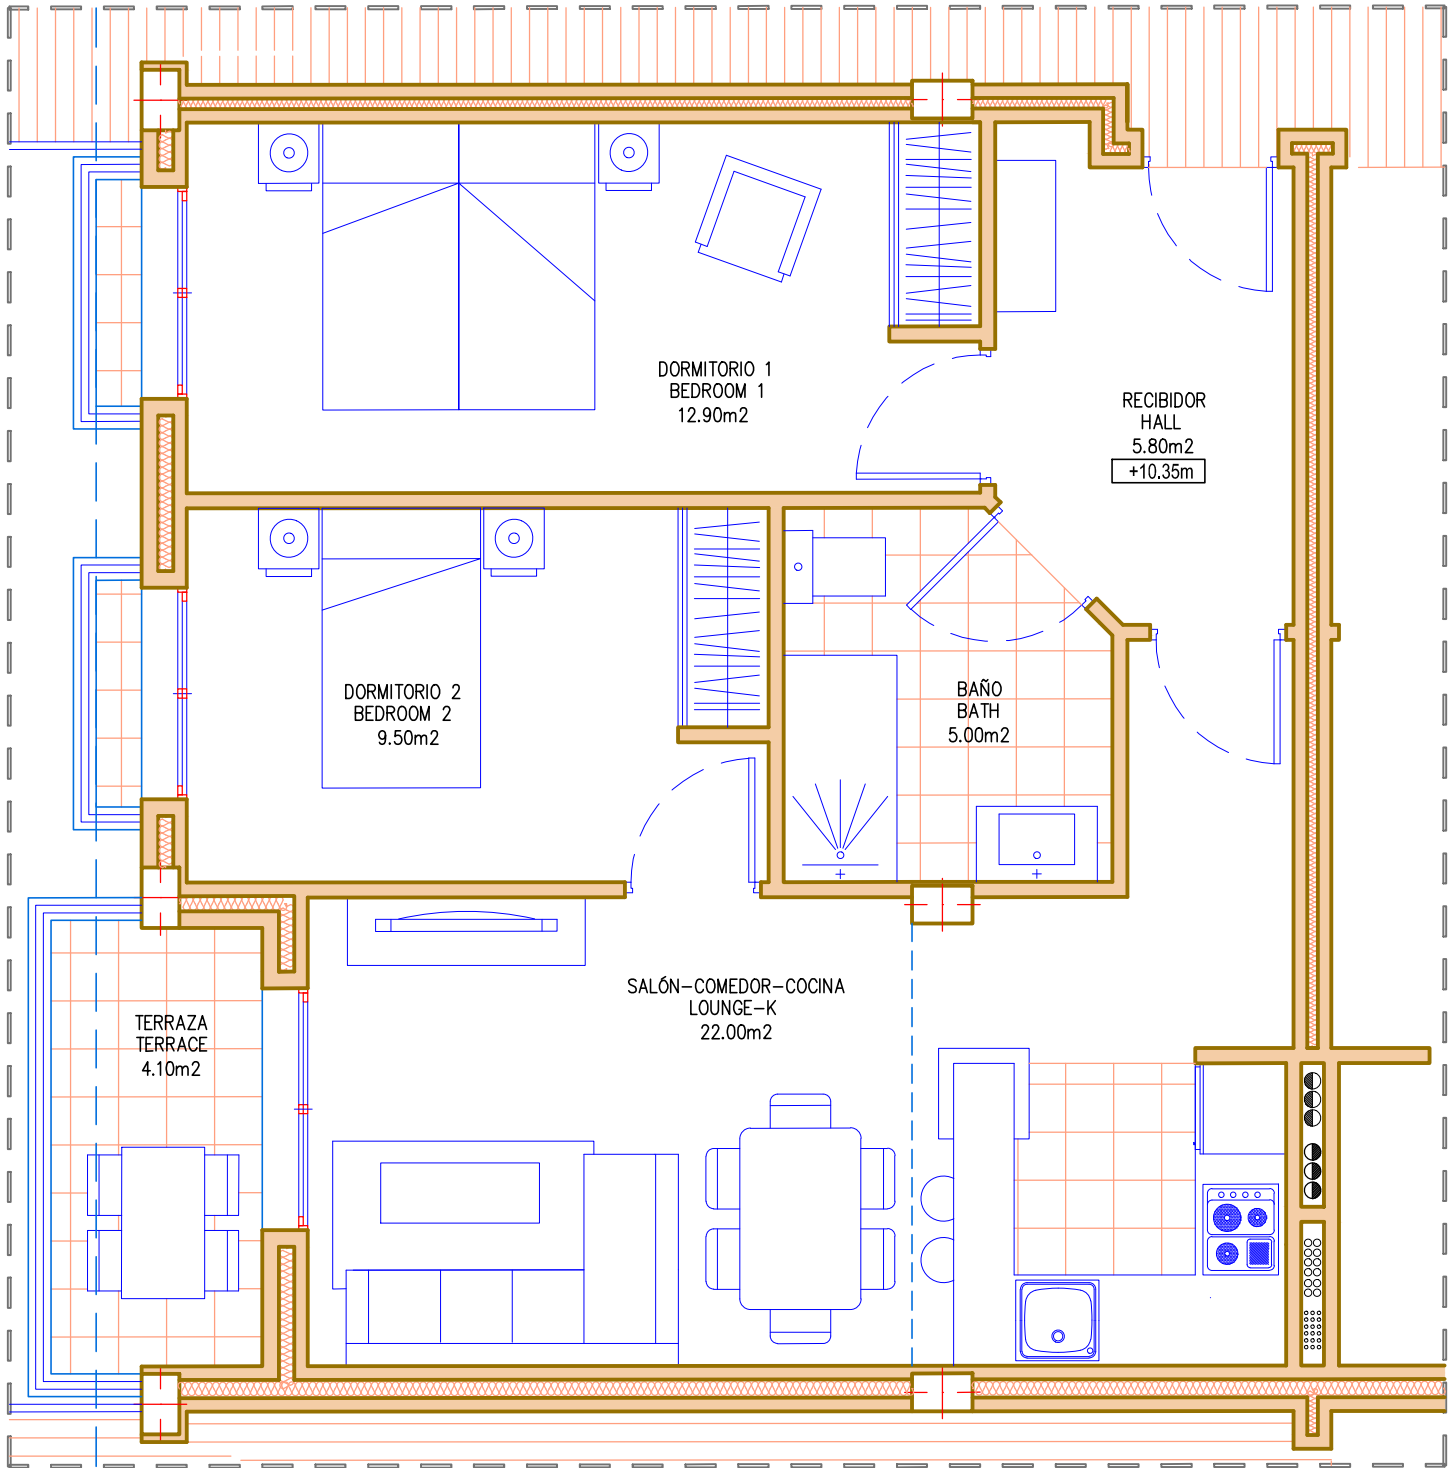 DORMITORIO 1
BEDROOM 1
12.90m2
RECIBIDOR
HALL
5.80m2
+10.35m
DORMITORIO 2
BEDROOM 2
9.50m2
BAÑO
BATH
5.00m2
SALÓN-COMEDOR-COCINA
LOUNGE-K
22.00m2
TERRAZA
TERRACE
4.10m2